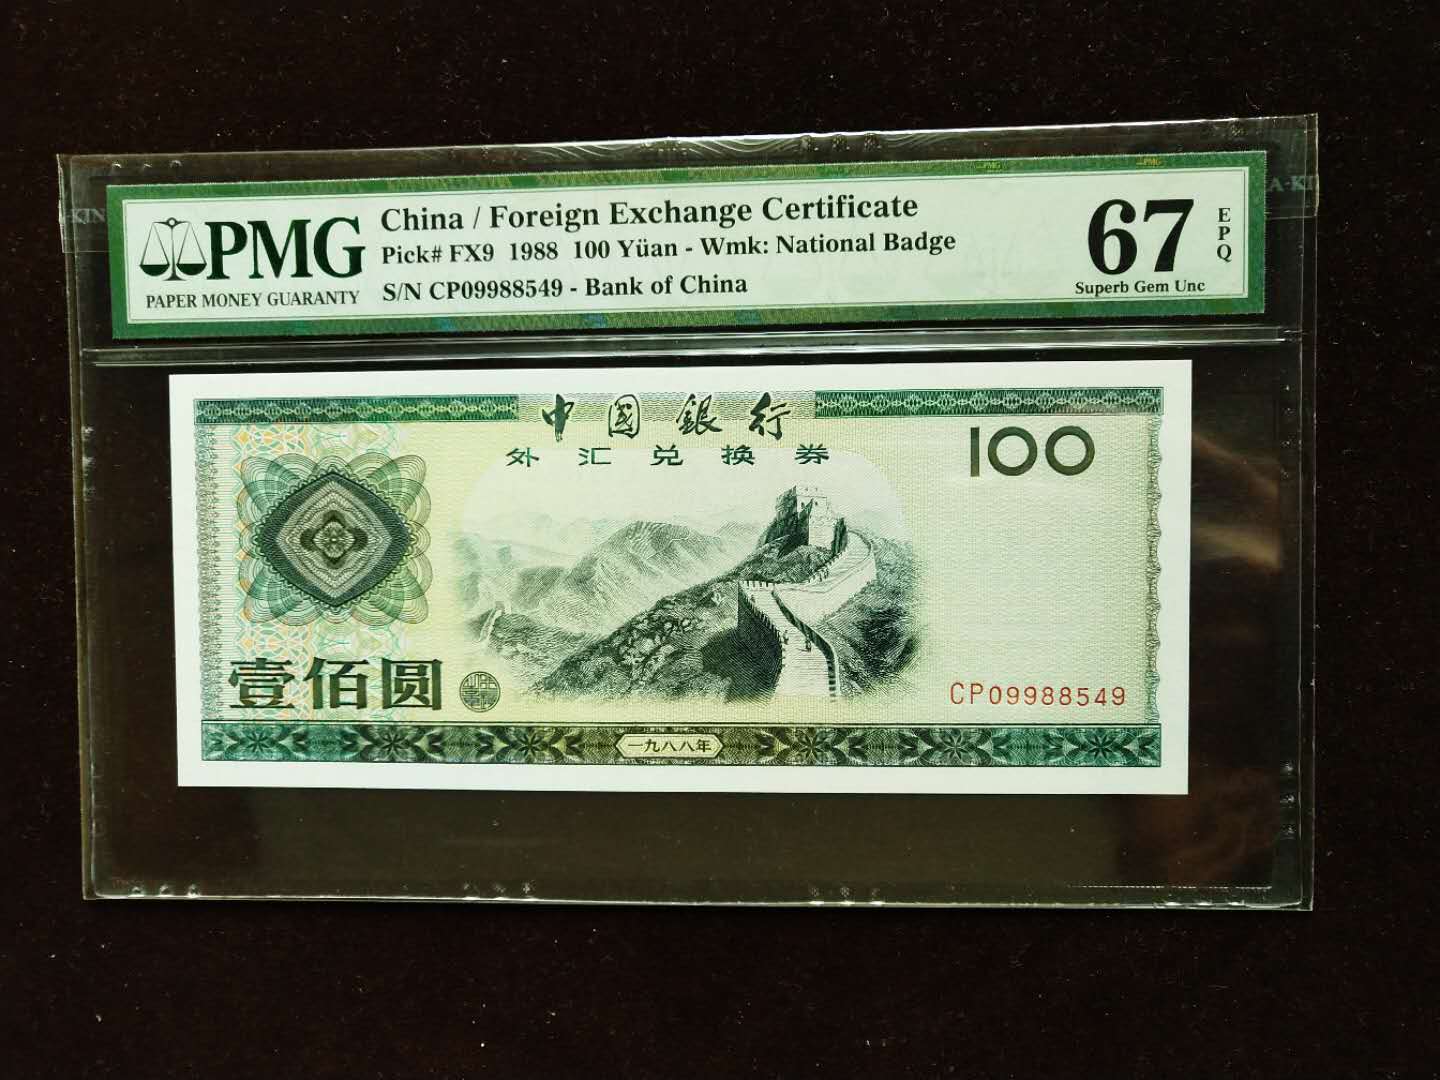 PMG
PAPER MONEY GUARANTY
China / Foreign Exchange Certificate
Pick# FX9 1988 100 Yüan - Wmk: National Badge
S/N CP09988549 - Bank of China
67
EPQ
Superb Gem Unc
中國銀行
外汇兑换券
100
壹佰圆
CP09988549
一九八八年